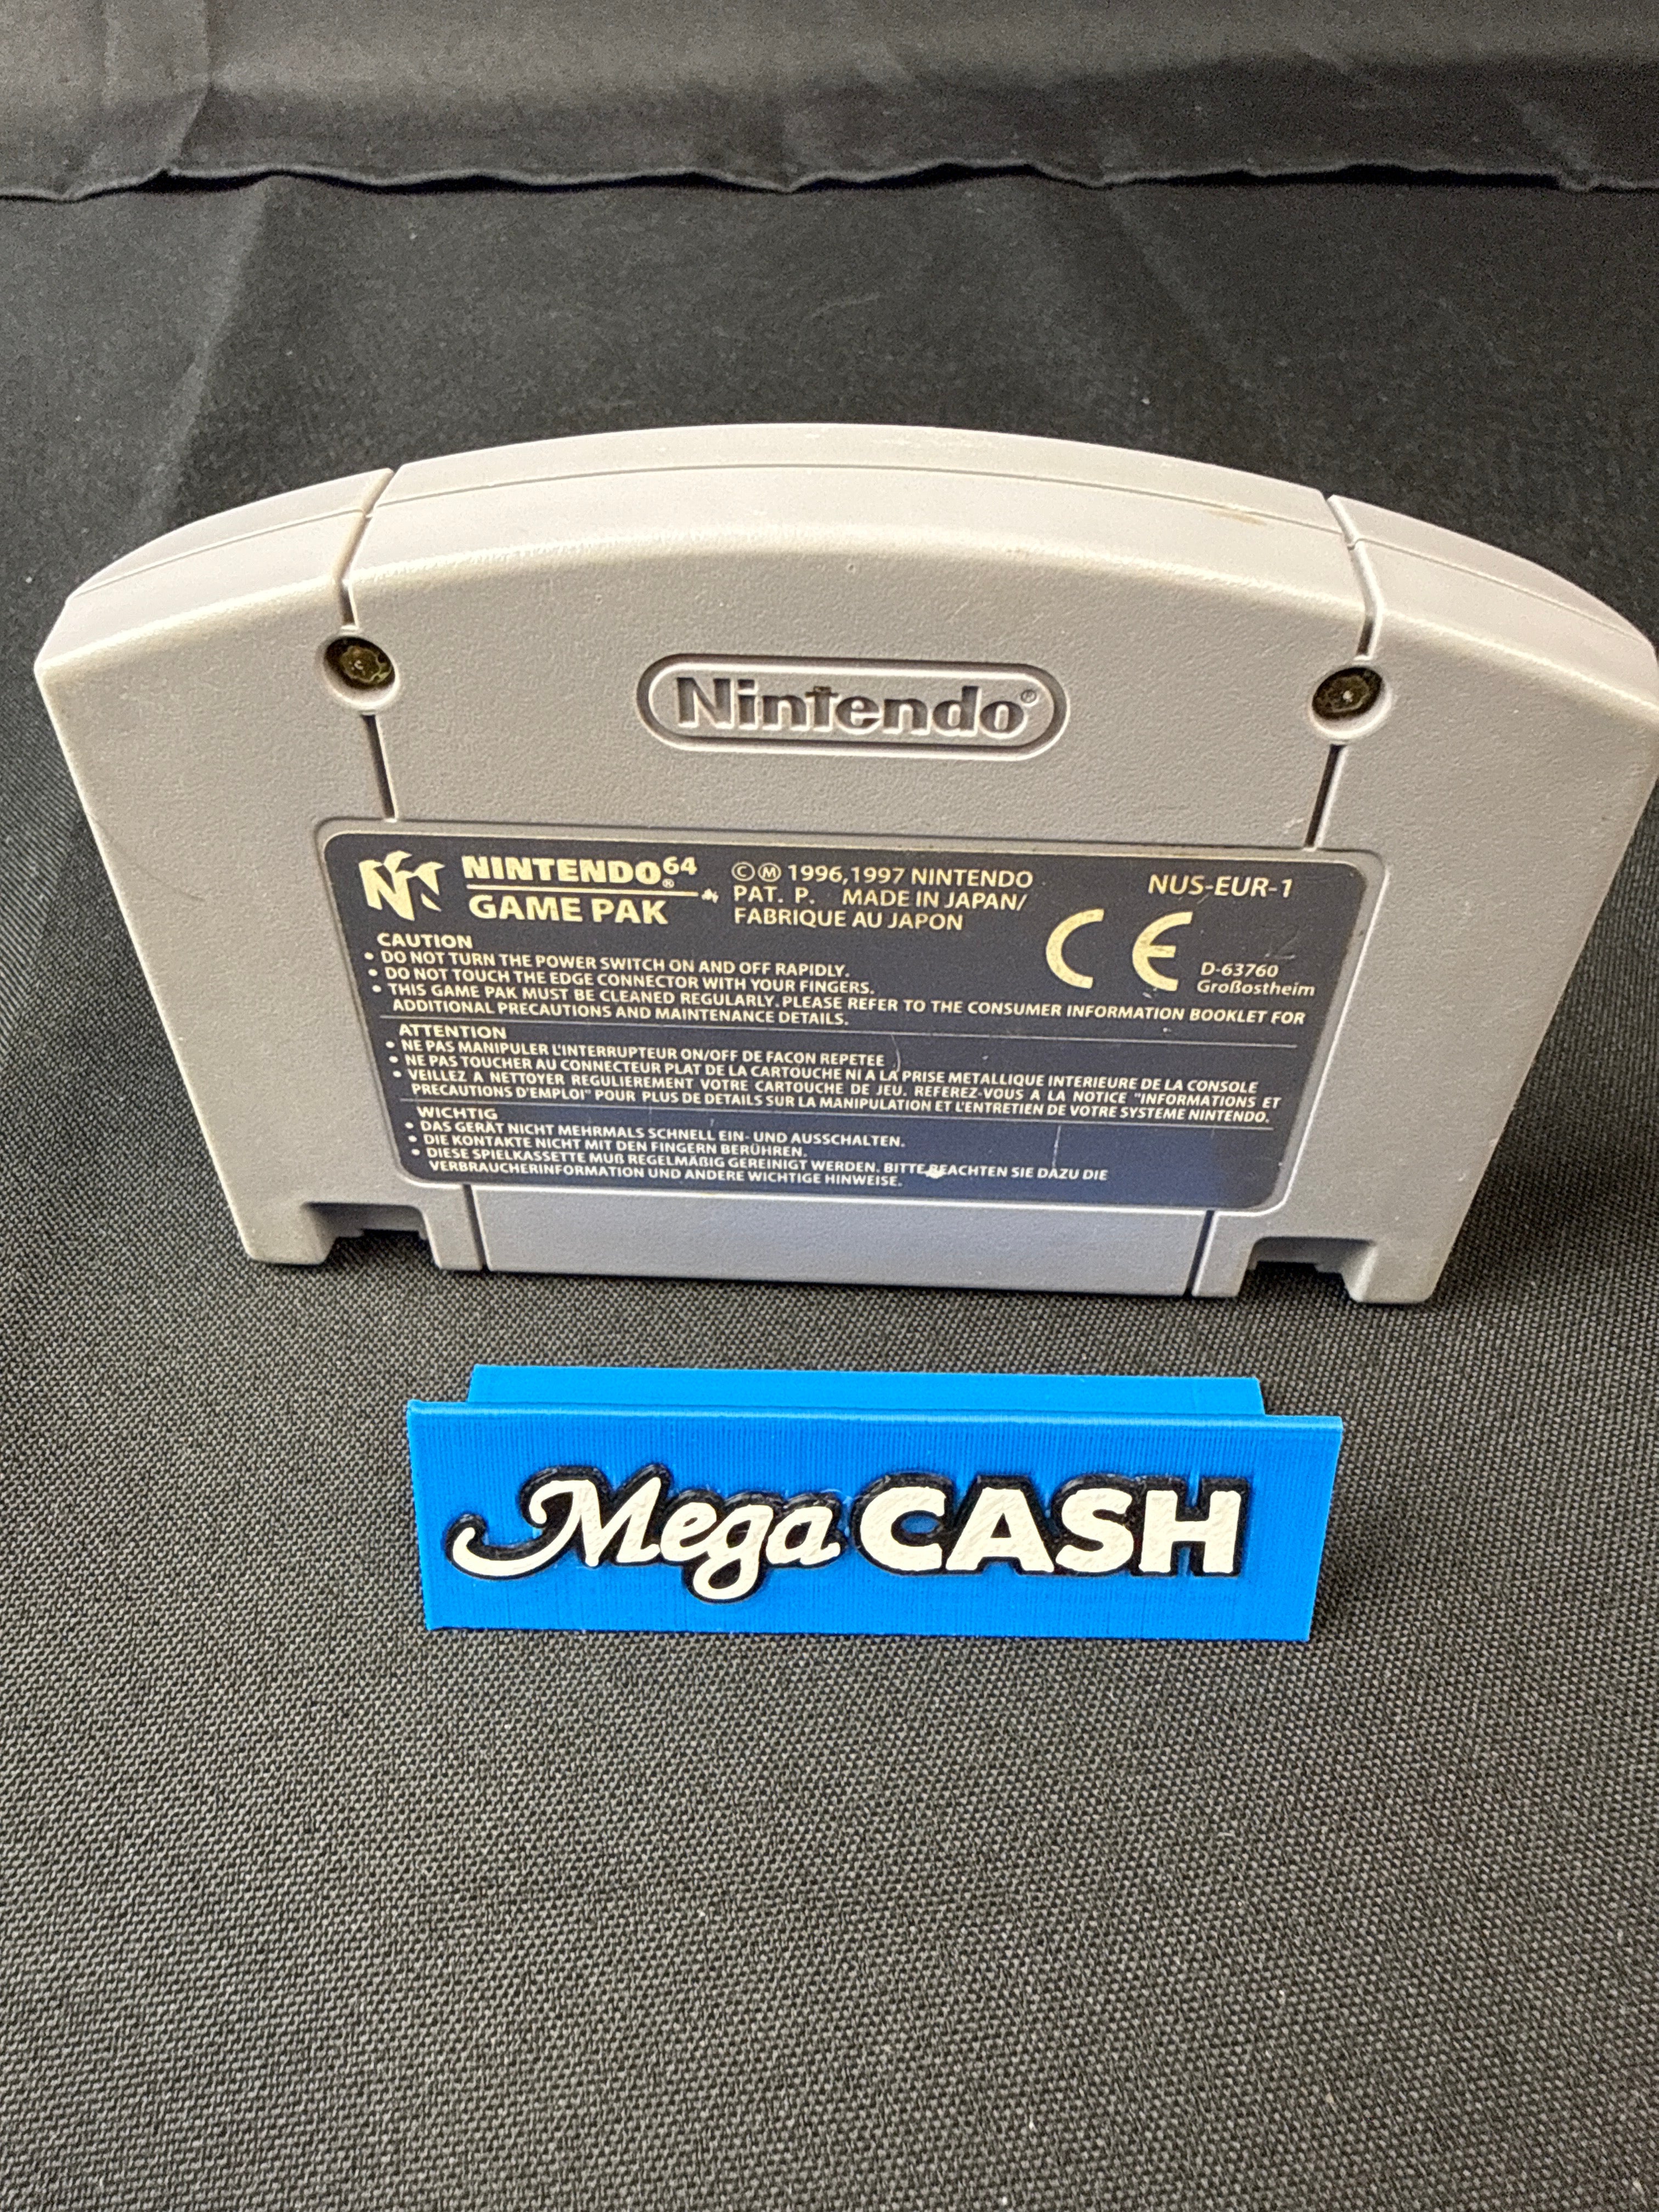 Nintendo®
NINTENDO 64®
GAME PAK
©Ⓜ 1996,1997 NINTENDO
PAT. P. MADE IN JAPAN/
FABRIQUE AU JAPON
NUS-EUR-1
CE
D-63760
Großostheim
CAUTION
• DO NOT TURN THE POWER SWITCH ON AND OFF RAPIDLY.
• DO NOT TOUCH THE EDGE CONNECTOR WITH YOUR FINGERS.
• THIS GAME PAK MUST BE CLEANED REGULARLY. PLEASE REFER TO THE CONSUMER INFORMATION BOOKLET FOR
ADDITIONAL PRECAUTIONS AND MAINTENANCE DETAILS.
ATTENTION
• NE PAS MANIPULER L'INTERRUPTEUR ON/OFF DE FACON REPETEE
• NE PAS TOUCHER AU CONNECTEUR PLAT DE LA CARTOUCHE NI A LA PRISE METALLIQUE INTERIEURE DE LA CONSOLE
• VEILLEZ A NETTOYER REGULIEREMENT VOTRE CARTOUCHE DE JEU. REFEREZ-VOUS A LA NOTICE "INFORMATIONS ET
PRECAUTIONS D'EMPLOI" POUR PLUS DE DETAILS SUR LA MANIPULATION ET L'ENTRETIEN DE VOTRE SYSTEME NINTENDO.
WICHTIG
• DAS GERÄT NICHT MEHRMALS SCHNELL EIN- UND AUSSCHALTEN.
• DIE KONTAKTE NICHT MIT DEN FINGERN BERÜHREN.
• DIESE SPIELKASSETTE MUß REGELMÄßIG GEREINIGT WERDEN. BITTE BEACHTEN SIE DAZU DIE
VERBRAUCHERINFORMATION UND ANDERE WICHTIGE HINWEISE.
Mega CASH